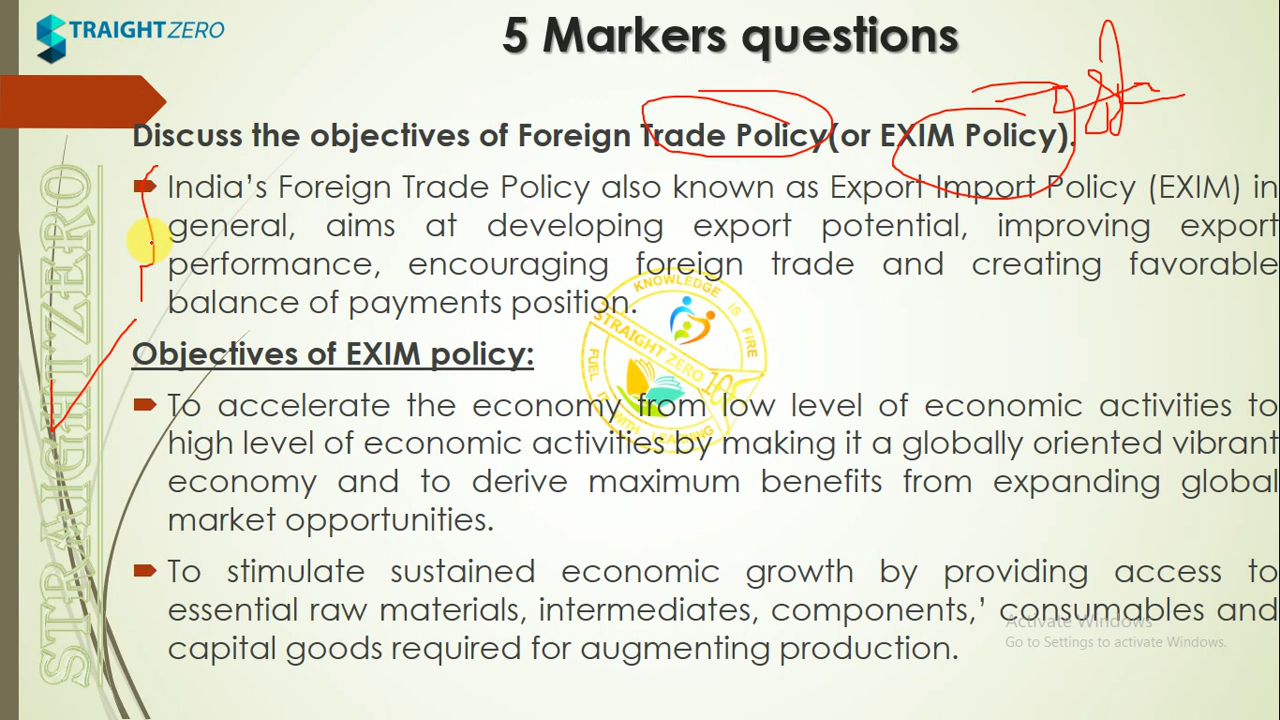 STRAIGHTZERO
5 Markers questions
Discuss the objectives of Foreign Trade Policy(or EXIM Policy).
India's Foreign Trade Policy also known as Export Import Policy (EXIM) in
general, aims at developing export potential, improving export
performance, encouraging foreign trade and creating favorable
balance of payments position.
Objectives of EXIM policy:
To accelerate the economy from low level of economic activities to
high level of economic activities by making it a globally oriented vibrant
economy and to derive maximum benefits from expanding global
market opportunities.
To stimulate sustained economic growth by providing access to
essential raw materials, intermediates, components,' consumables and
capital goods required for augmenting production.
STRAIGHTZERO
KNOWLEDGE IS FIRE
STRAIGHT ZERO
FUEL IT WITH LEARNING
Activate Windows
Go to Settings to activate Windows.